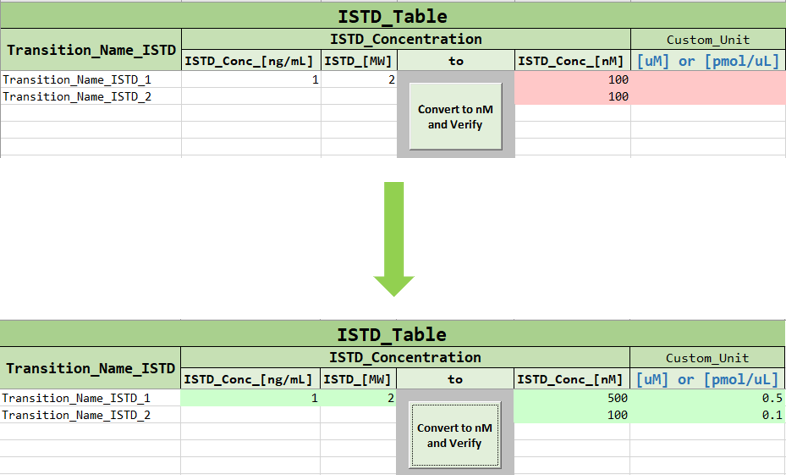 ISTD_Table
Transition_Name_ISTD
ISTD_Concentration
Custom_Unit
ISTD_Conc_[ng/mL] ISTD_[MW] to ISTD_Conc_[nM] [uM] or [pmol/uL]
Transition_Name_ISTD_1 1 2 100
Transition_Name_ISTD_2 100
Convert to nM
and Verify
ISTD_Table
Transition_Name_ISTD
ISTD_Concentration
Custom_Unit
ISTD_Conc_[ng/mL] ISTD_[MW] to ISTD_Conc_[nM] [uM] or [pmol/uL]
Transition_Name_ISTD_1 1 2 500 0.5
Transition_Name_ISTD_2 100 0.1
Convert to nM
and Verify